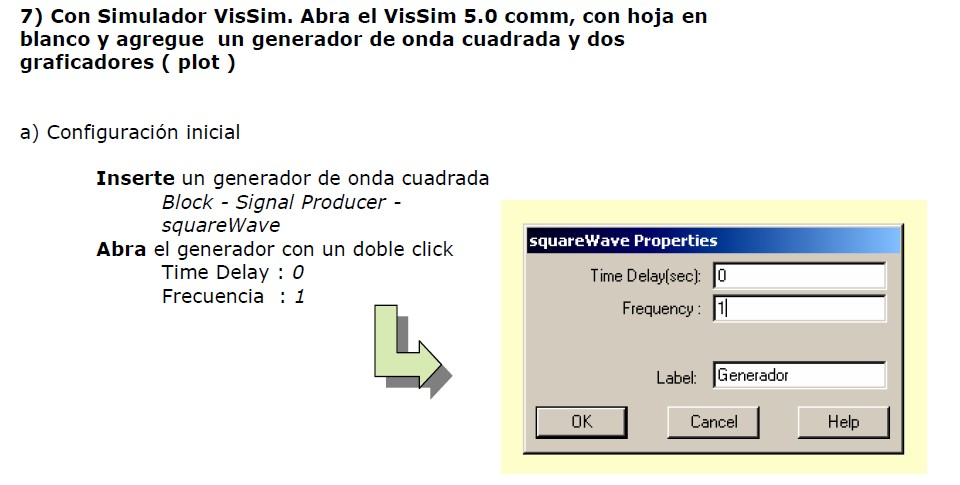 7) Con Simulador VisSim. Abra el VisSim 5.0 comm, con hoja en
blanco y agregue un generador de onda cuadrada y dos
graficadores ( plot )
a) Configuración inicial
Inserte un generador de onda cuadrada
Block - Signal Producer -
squareWave
Abra el generador con un doble click
Time Delay : 0
Frecuencia : 1
squareWave Properties
Time Delay(sec): 0
Frequency : 1
Label: Generador
OK Cancel Help